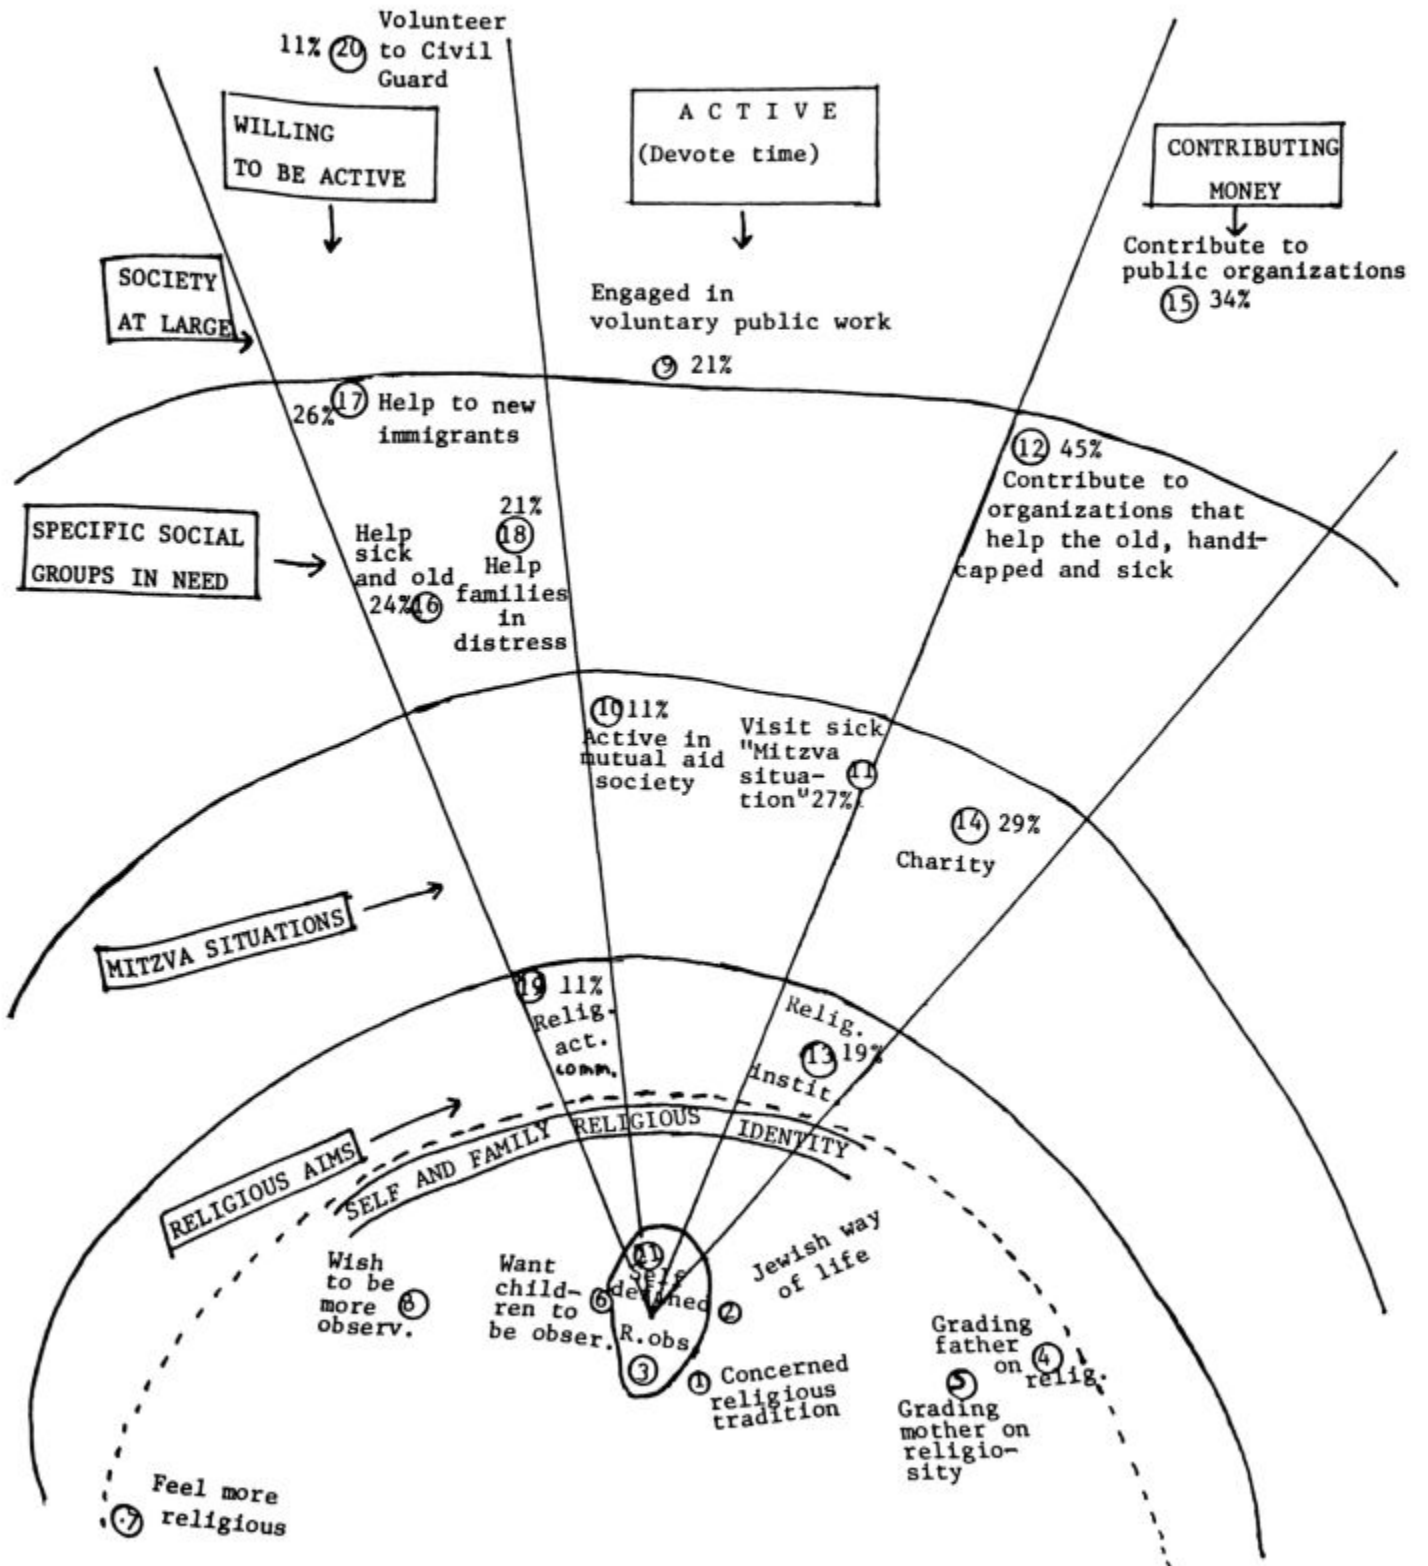 Volunteer
11% 20 to Civil
Guard
WILLING
TO BE ACTIVE
A C T I V E
(Devote time)
CONTRIBUTING
MONEY
Contribute to
public organizations
15 34%
SOCIETY
AT LARGE
Engaged in
voluntary public work
9 21%
26% 17 Help to new
immigrants
12 45%
Contribute to
organizations that
help the old, handi-
capped and sick
SPECIFIC SOCIAL
GROUPS IN NEED
Help
sick
and old
24% 16
21%
18
Help
families
in
distress
10 11%
Active in
mutual aid
society
Visit sick
"Mitzva
situa-
tion" 27%
11
14 29%
Charity
MITZVA SITUATIONS
19 11%
Relig.
act.
comm.
Relig.
13 19%
instit.
RELIGIOUS AIMS
SELF AND FAMILY RELIGIOUS IDENTITY
Wish
to be
more 8
observ.
Want
child-
ren to 6
be obser.
21
Self
defined
R.obs.
3
Jewish way
of life
2
1 Concerned
religious
tradition
Grading
father
on 4
relig.
5
Grading
mother on
religio-
sity
Feel more
7 religious